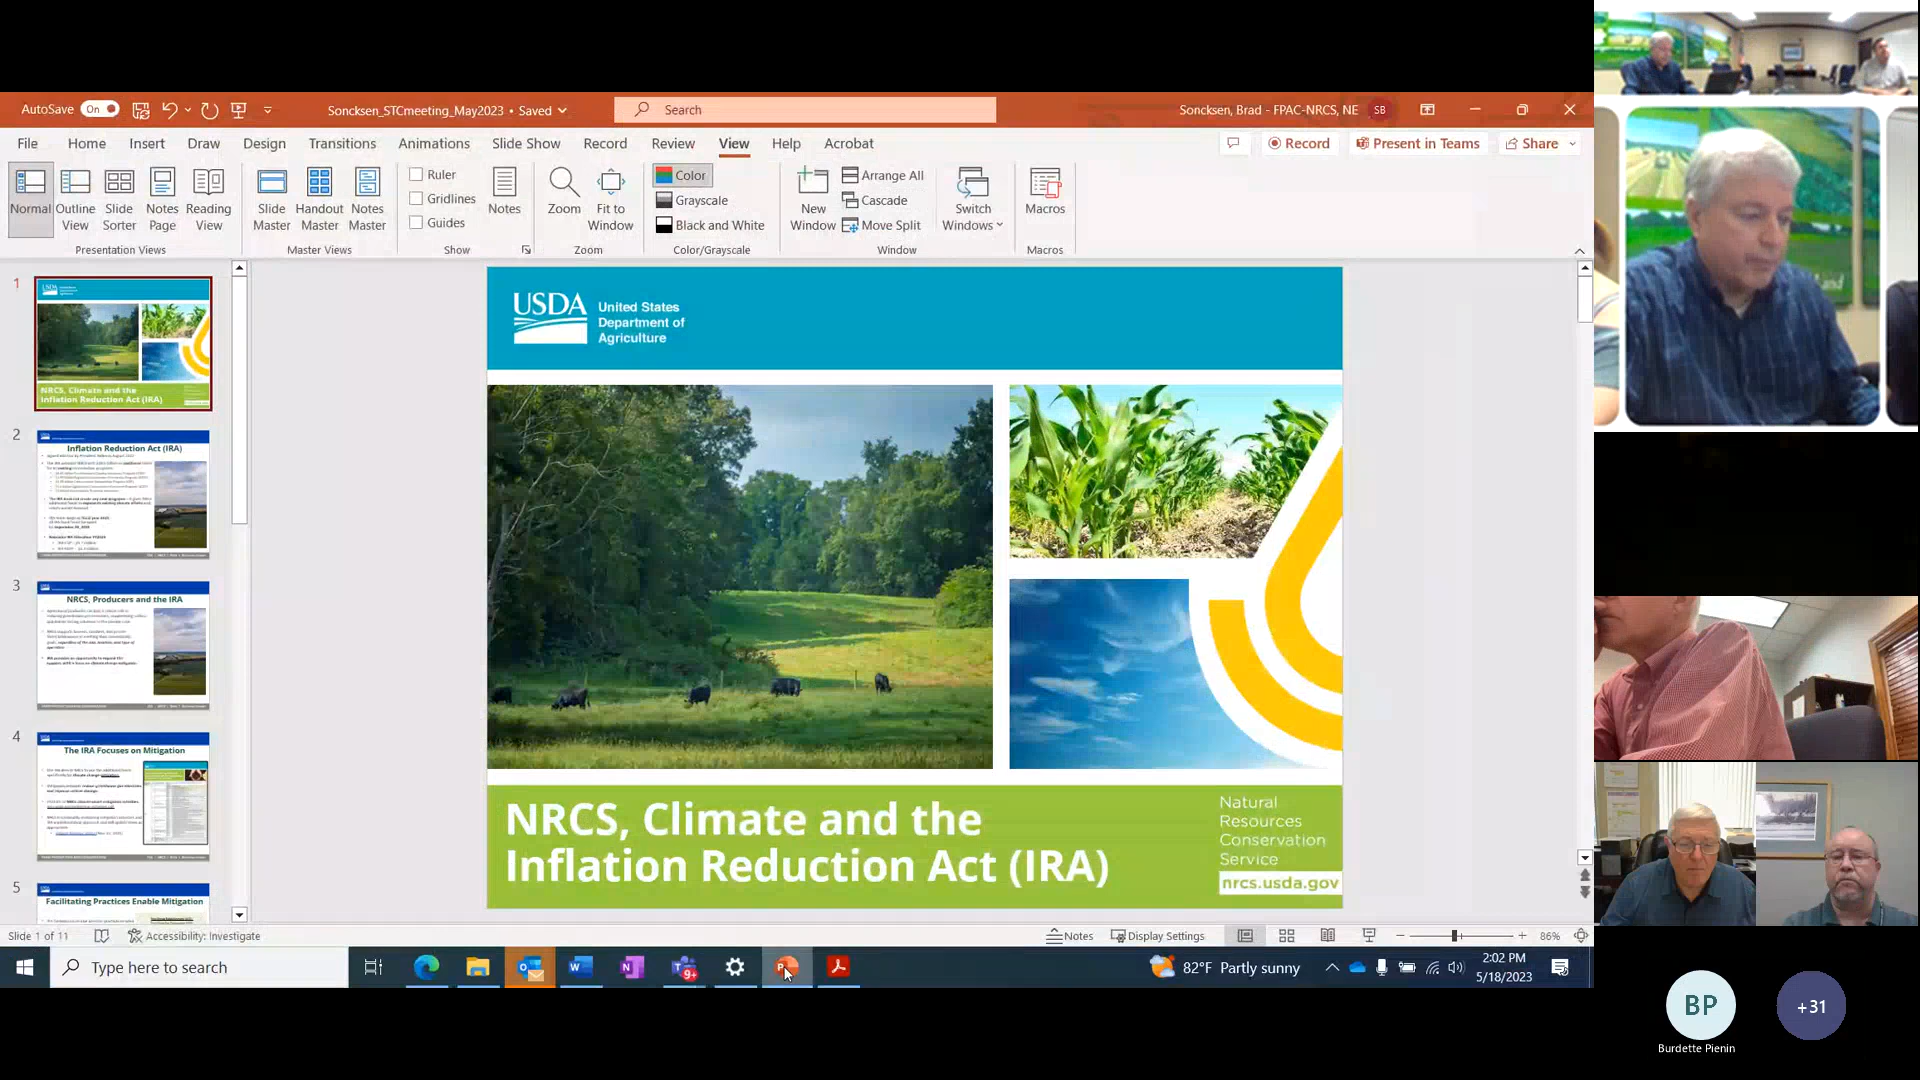 AutoSave On
Soncksen_STCmeeting_May2023 • Saved
Search
Soncksen, Brad - FPAC-NRCS, NE SB
File Home Insert Draw Design Transitions Animations Slide Show Record Review View Help Acrobat
Record Present in Teams Share
Normal
Outline View
Slide Sorter
Notes Page
Reading View
Presentation Views
Slide Master
Handout Master
Notes Master
Master Views
Ruler
Gridlines
Guides
Show
Notes
Zoom
Fit to Window
Zoom
Color
Grayscale
Black and White
Color/Grayscale
New Window
Arrange All
Cascade
Move Split
Window
Switch Windows
Macros
Macros
1
NRCS, Climate and the
Inflation Reduction Act (IRA)
2
Inflation Reduction Act (IRA)
3
NRCS, Producers and the IRA
4
The IRA Focuses on Mitigation
5
Facilitating Practices Enable Mitigation
USDA
United States
Department of
Agriculture
NRCS, Climate and the
Inflation Reduction Act (IRA)
Natural
Resources
Conservation
Service
nrcs.usda.gov
Slide 1 of 11
Accessibility: Investigate
Notes
Display Settings
86%
Type here to search
9+
82°F Partly sunny
2:02 PM
5/18/2023
BP
Burdette Pienin
+31